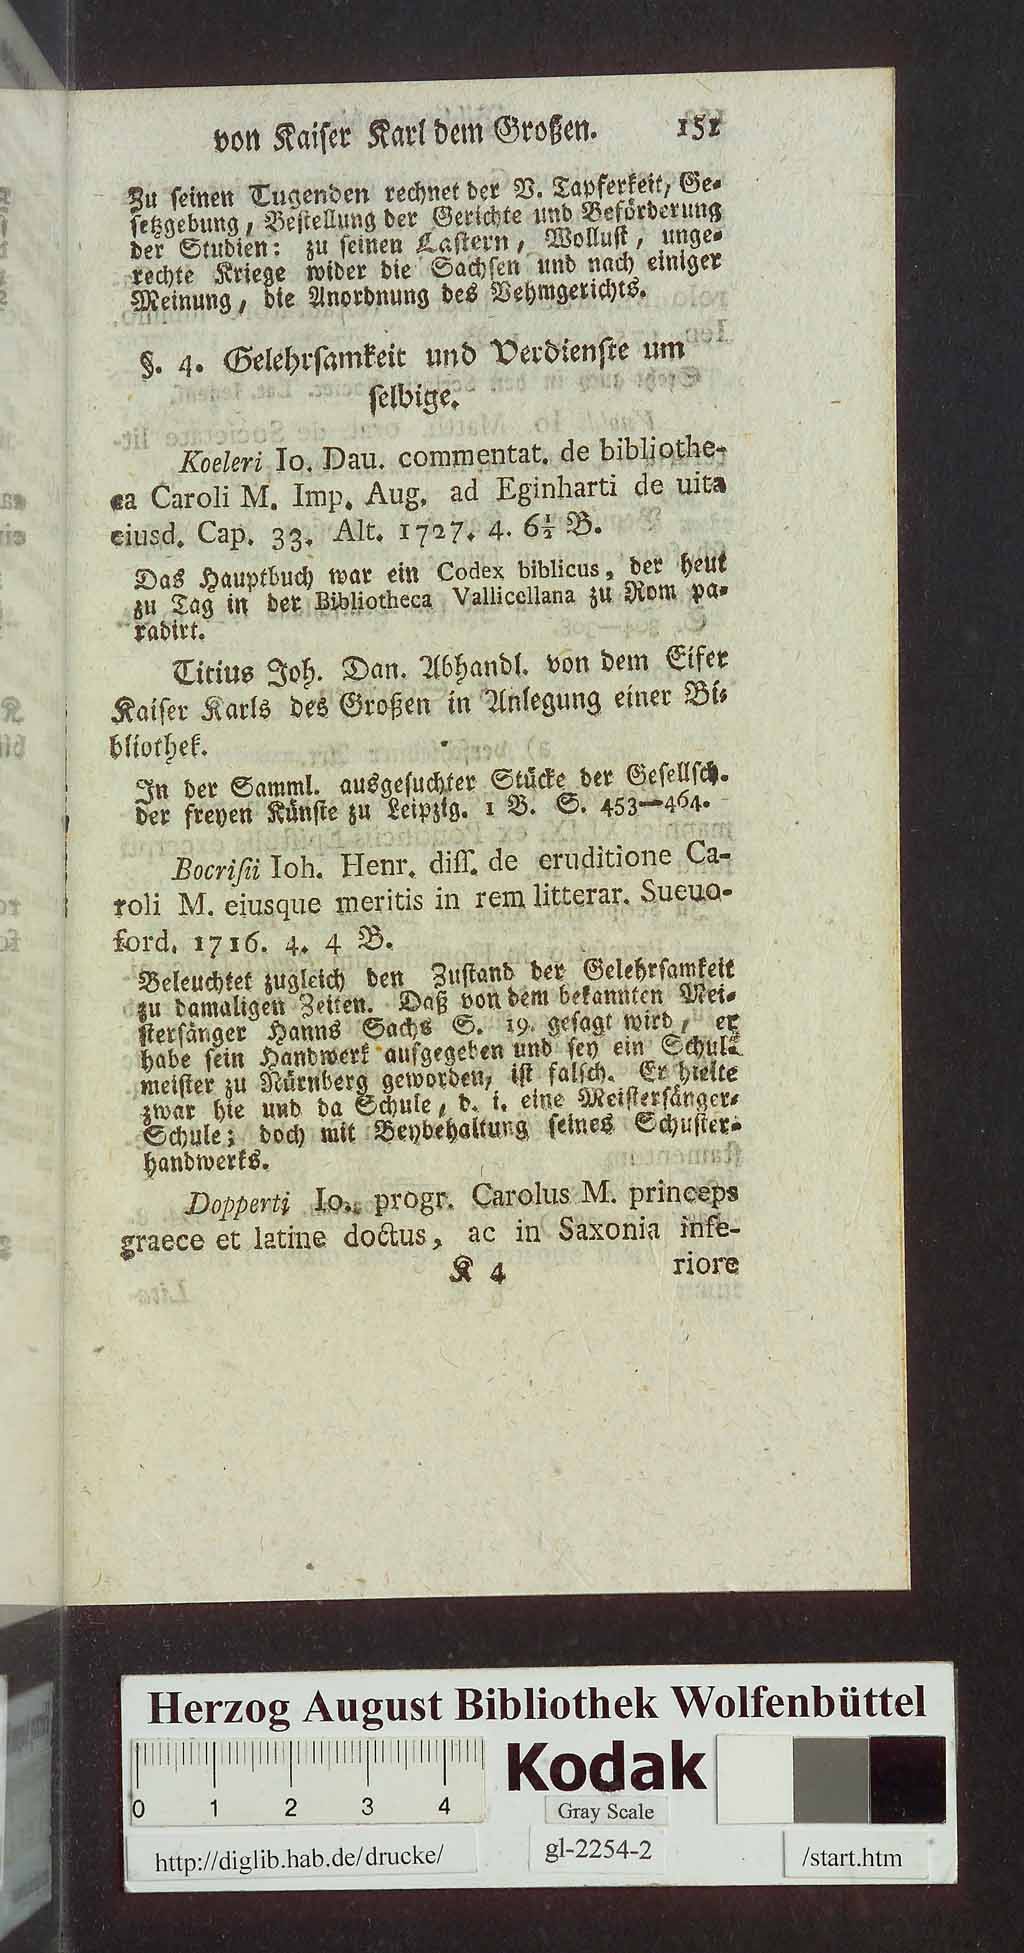 von Kaiser Karl dem Großen. 151
Zu seinen Tugenden rechnet der V. Tapferkeit, Ge-
setzgebung, Bestellung der Gerichte und Beförderung
der Studien: zu seinen Lastern, Wollust, unge-
rechte Kriege wider die Sachsen und nach einiger
Meinung, die Anordnung des Vehmgerichts.
§. 4. Gelehrsamkeit und Verdienste um
selbige.
Koeleri Io. Dau. commentat. de bibliothe-
ca Caroli M. Imp. Aug. ad Eginharti de uita
eiusd. Cap. 33. Alt. 1727. 4. 6½ B.
Das Hauptbuch war ein Codex biblicus, der heut
zu Tag in der Bibliotheca Vallicellana zu Rom pa-
radirt.
Titius Joh. Dan. Abhandl. von dem Eifer
Kaiser Karls des Großen in Anlegung einer Bi-
bliothek.
In der Samml. ausgesuchter Stücke der Gesellsch.
der freyen Künste zu Leipzig. 1 B. S. 453—464.
Bocrisii Ioh. Henr. diss. de eruditione Ca-
roli M. eiusque meritis in rem litterar. Sueuo-
ford. 1716. 4. 4 B.
Beleuchtet zugleich den Zustand der Gelehrsamkeit
zu damaligen Zeiten. Daß von dem bekannten Mei-
stersänger Hanns Sachs S. 19. gesagt wird, er
habe sein Handwerk aufgegeben und sey ein Schul-
meister zu Nürnberg geworden, ist falsch. Er hielte
zwar hie und da Schule, d. i. eine Meistersänger-
Schule; doch mit Beybehaltung seines Schuster-
handwerks.
Dopperti Io. progr. Carolus M. princeps
graece et latine doctus, ac in Saxonia infe-
K 4 riore
Herzog August Bibliothek Wolfenbüttel
0 1 2 3 4
Kodak
Gray Scale
http://diglib.hab.de/drucke/
gl-2254-2
/start.htm